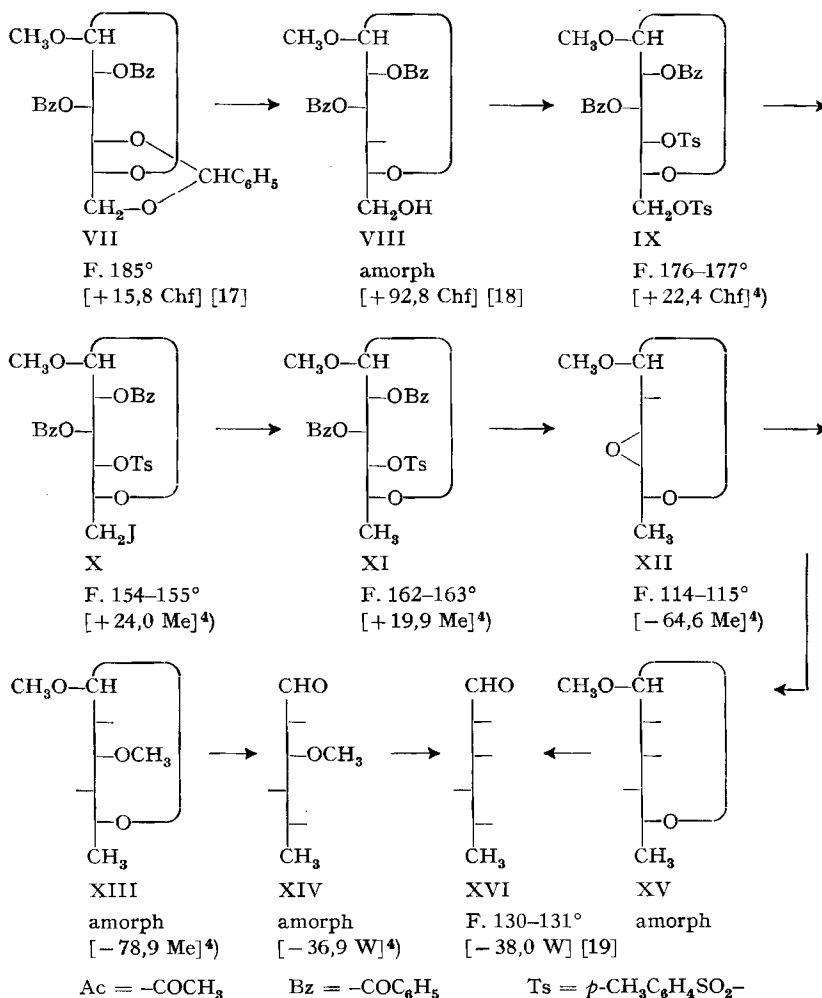 CH₃O–CH CH₃O–CH CH₃O–CH
–OBz –OBz –OBz
BzO– BzO– BzO–
–O –OTs
–O– CHC₆H₅ –O –O
CH₂–O CH₂OH CH₂OTs
VII VIII IX
F. 185° amorph F. 176–177°
[+15,8 Chf] [17] [+92,8 Chf] [18] [+22,4 Chf]⁴)
CH₃O–CH CH₃O–CH CH₃O–CH
–OBz –OBz
BzO– BzO– O
–OTs –OTs
–O– –O– –O
CH₂J CH₃ CH₃
X XI XII
F. 154–155° F. 162–163° F. 114–115°
[+24,0 Me]⁴) [+19,9 Me]⁴) [–64,6 Me]⁴)
CH₃O–CH CHO CHO CH₃O–CH
–OCH₃ –OCH₃
–O– –O
CH₃ CH₃ CH₃ CH₃
XIII XIV XVI XV
amorph amorph F. 130–131° amorph
[–78,9 Me]⁴) [–36,9 W]⁴) [–38,0 W] [19]
Ac = –COCH₃ Bz = –COC₆H₅ Ts = p-CH₃C₆H₄SO₂–